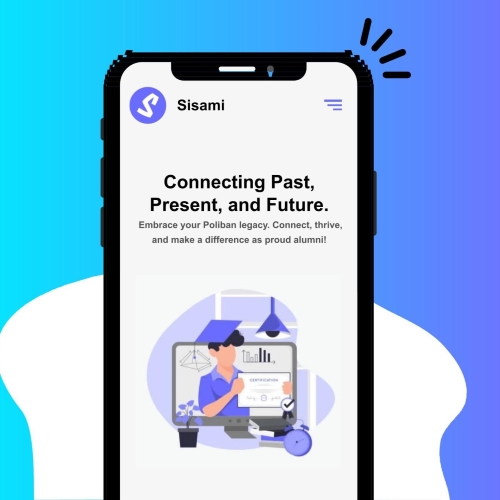 Sisami
Connecting Past,
Present, and Future.
Embrace your Poliban legacy. Connect, thrive,
and make a difference as proud alumni!
CERTIFICATION